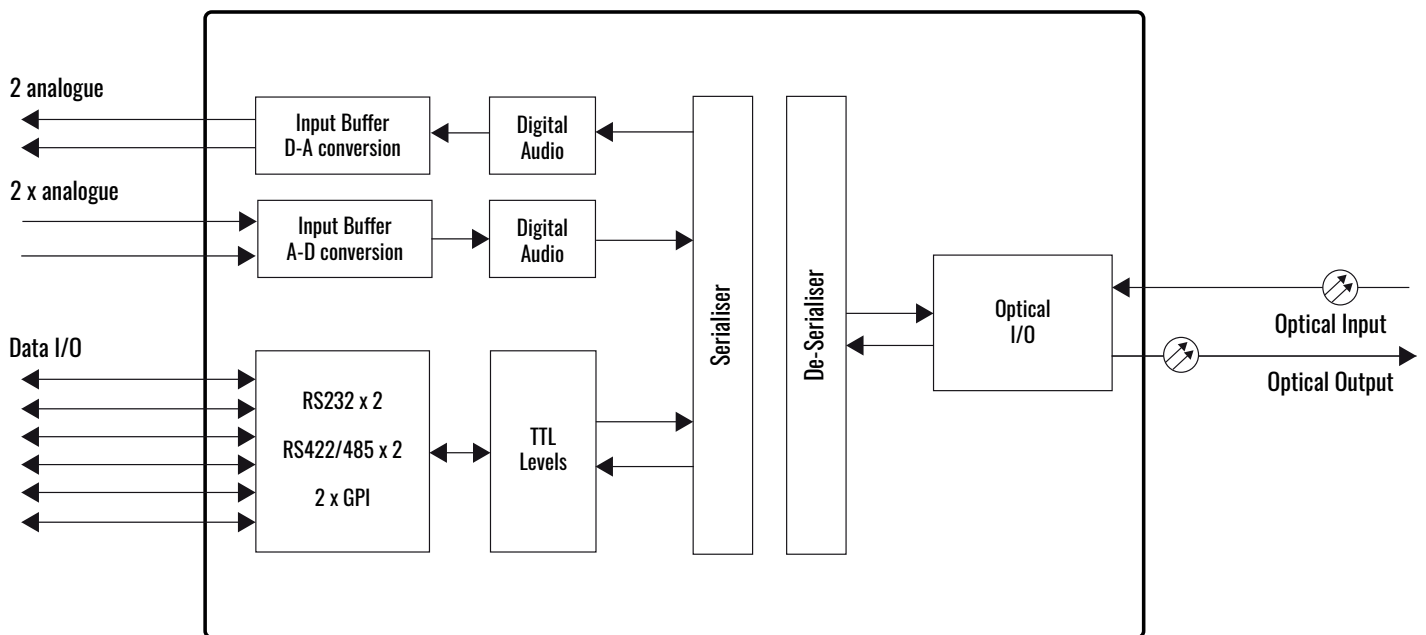 2 analogue
Input Buffer
D-A conversion
Digital
Audio
2 x analogue
Input Buffer
A-D conversion
Digital
Audio
Serialiser
De-Serialiser
Optical
I/O
Optical Input
Optical Output
Data I/O
RS232 x 2
RS422/485 x 2
2 x GPI
TTL
Levels